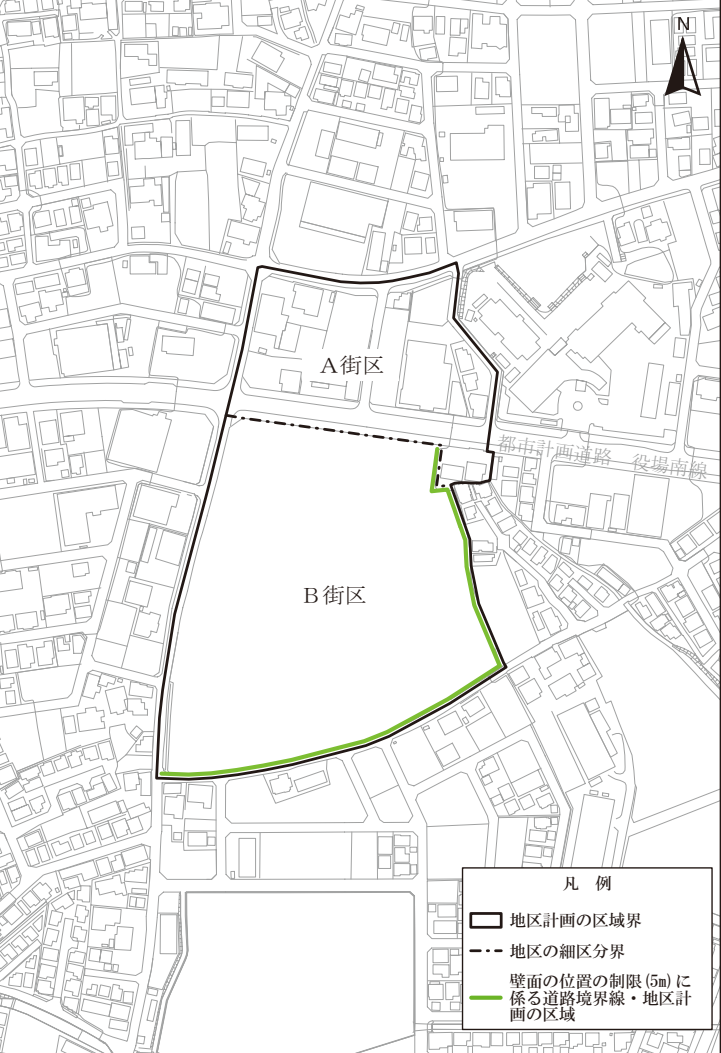 N
A街区
都市計画道路 役場南線
B街区
凡 例
地区計画の区域界
地区の細区分界
壁面の位置の制限(5m)に
係る道路境界線・地区計
画の区域